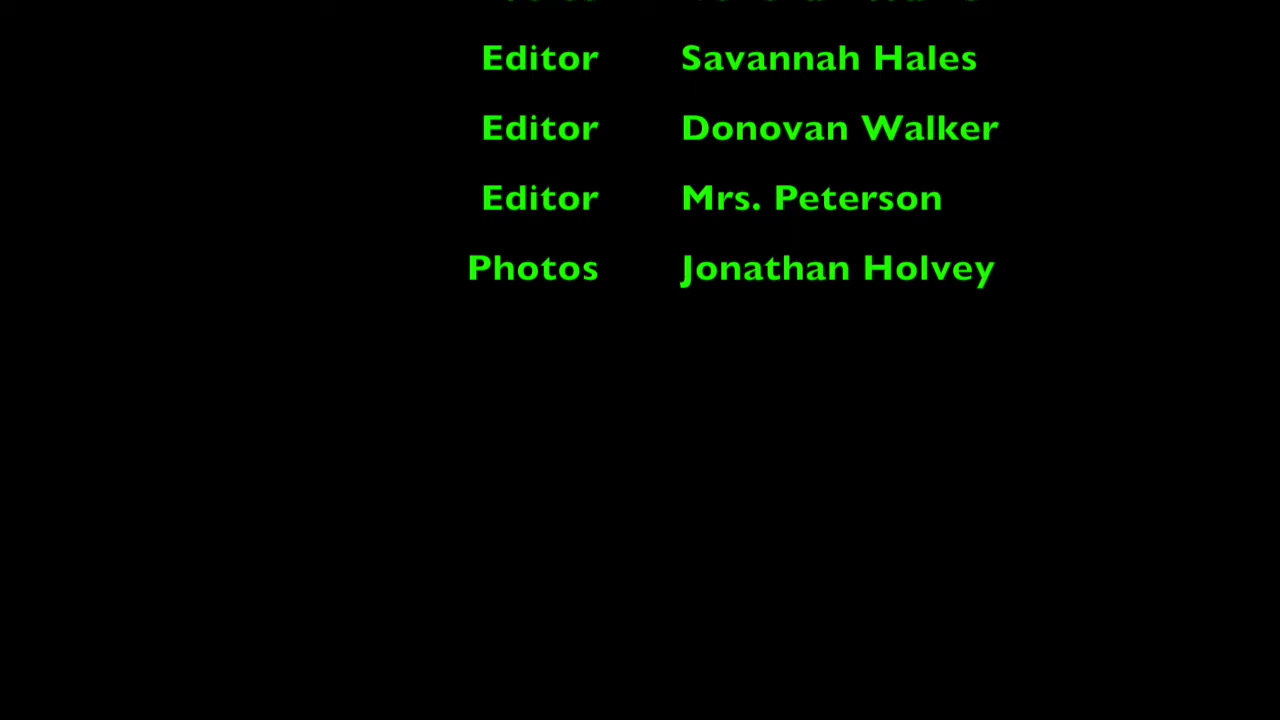 Editor Savannah Hales
Editor Donovan Walker
Editor Mrs. Peterson
Photos Jonathan Holvey